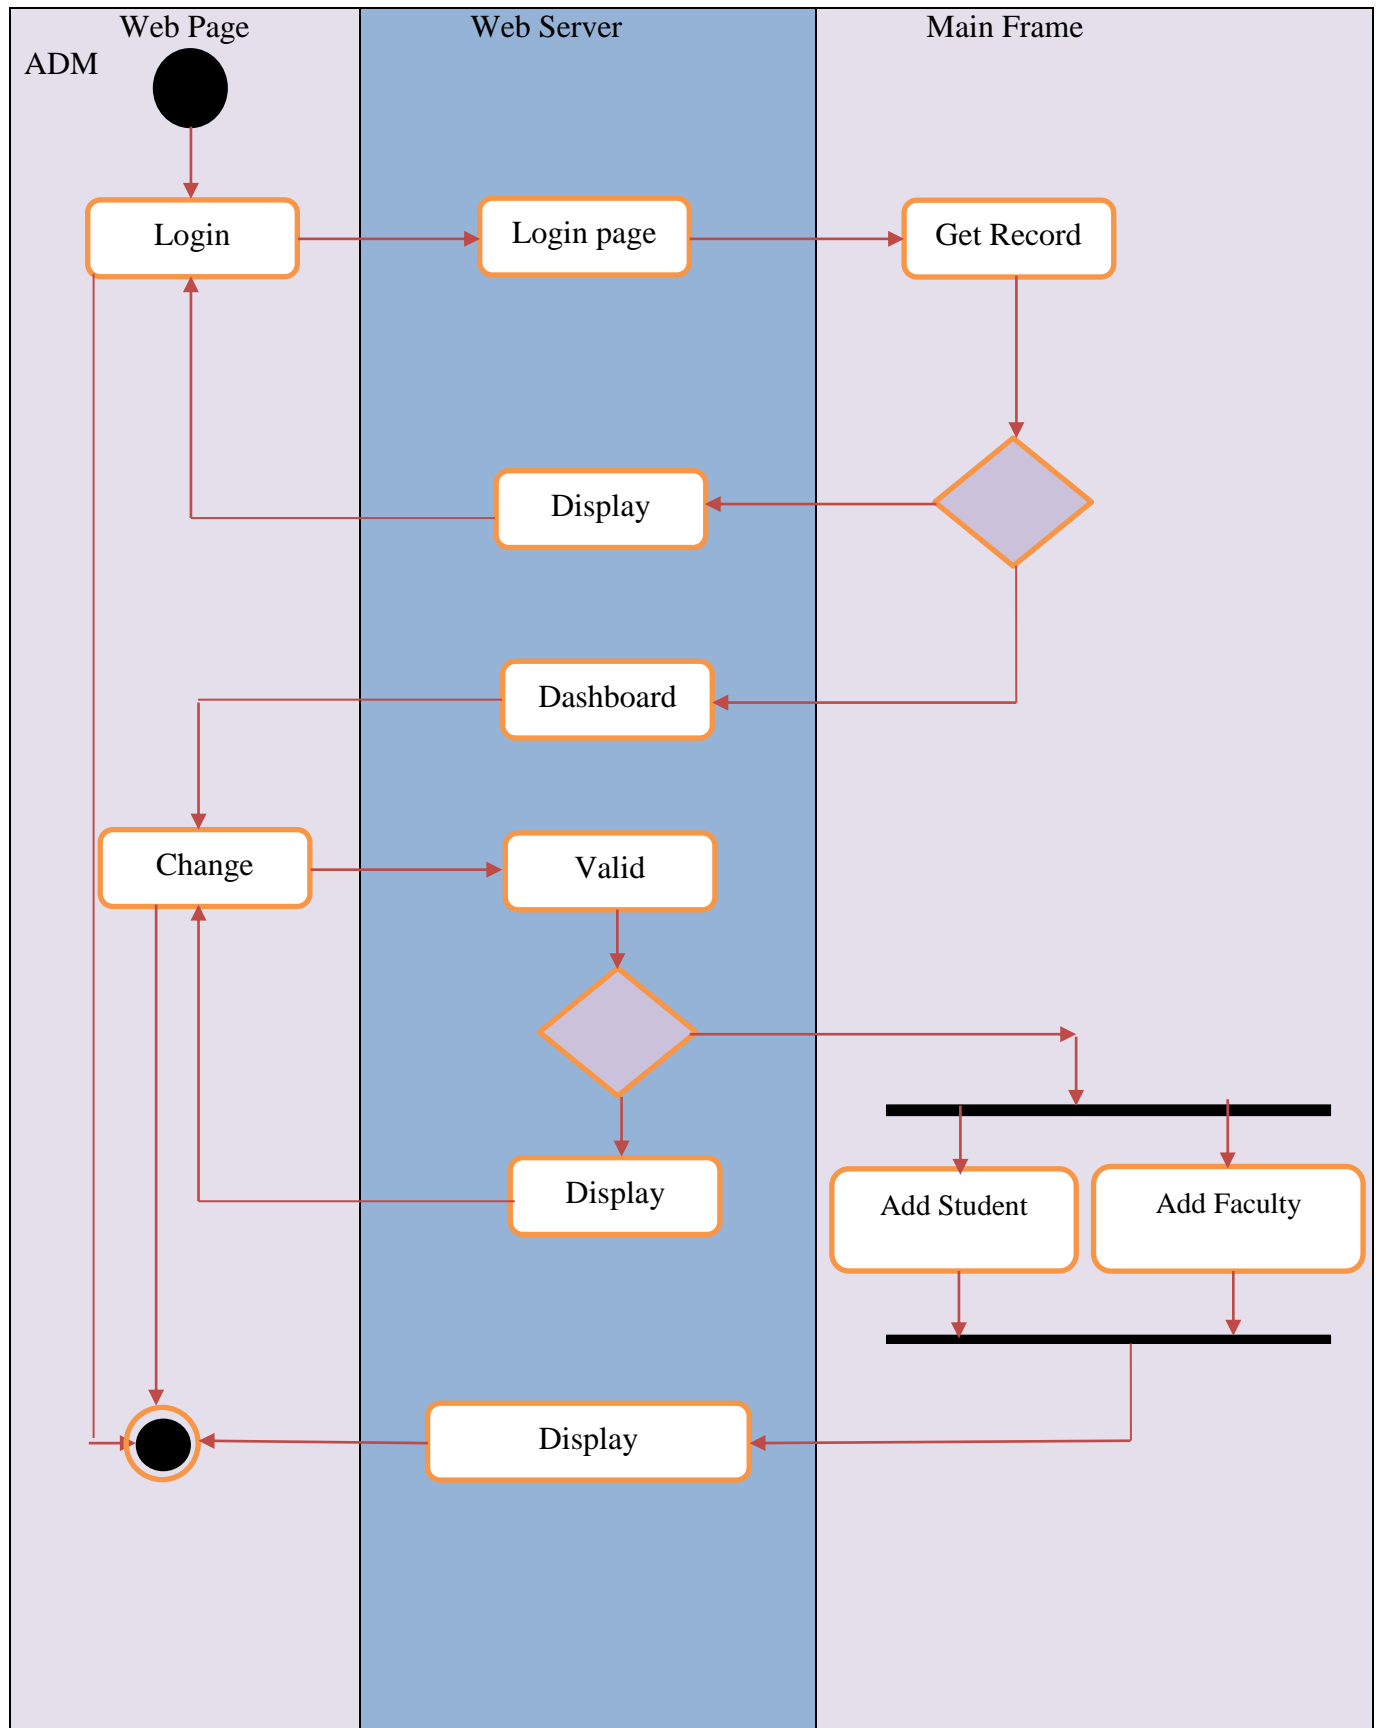 Web Page
Web Server
Main Frame
ADM
Login
Login page
Get Record
Display
Dashboard
Change
Valid
Display
Add Student
Add Faculty
Display